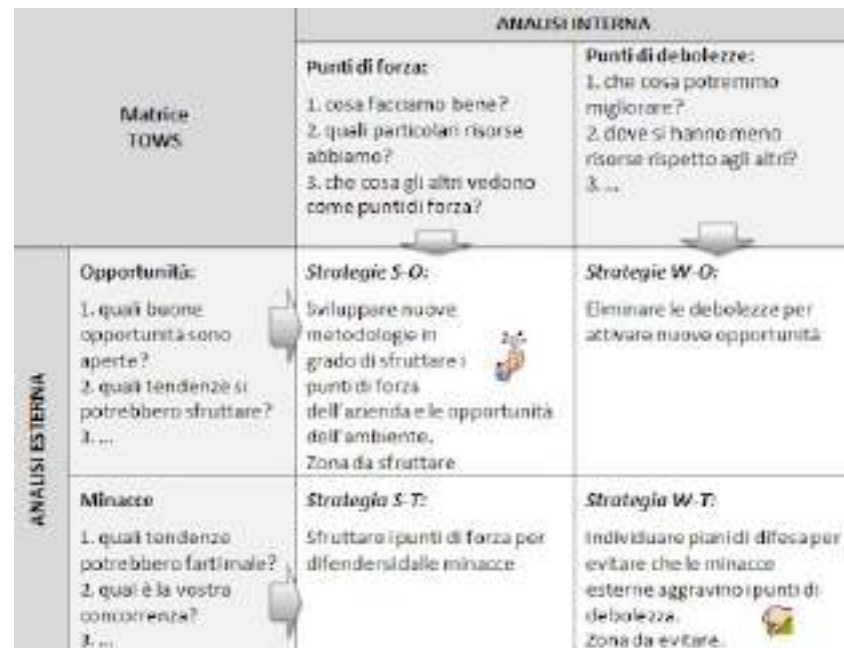 ANALISI INTERNA
Matrice
TOWS
Punti di forza:
1. cosa facciamo bene?
2. quali particolari risorse
abbiamo?
3. che cosa gli altri vedono
come punti di forza?
Punti di debolezze:
1. che cosa potremmo
migliorare?
2. dove si hanno meno
risorse rispetto agli altri?
3. ...
ANALISI ESTERNA
Opportunità:
1. quali buone
opportunità sono
aperte?
2. quali tendenze si
potrebbero sfruttare?
3. ...
Strategie S-O:
Sviluppare nuove
metodologie in
grado di sfruttare i
punti di forza
dell'azienda e le opportunità
dell'ambiente.
Zona da sfruttare
Strategie W-O:
Eliminare le debolezze per
attivare nuove opportunità
Minacce
1. quali tendenze
potrebbero farti male?
2. qual è la vostra
concorrenza?
3. ...
Strategia S-T:
Sfruttare i punti di forza per
difendersi dalle minacce
Strategia W-T:
Individuare piani di difesa per
evitare che le minacce
esterne aggravino i punti di
debolezza.
Zona da evitare.